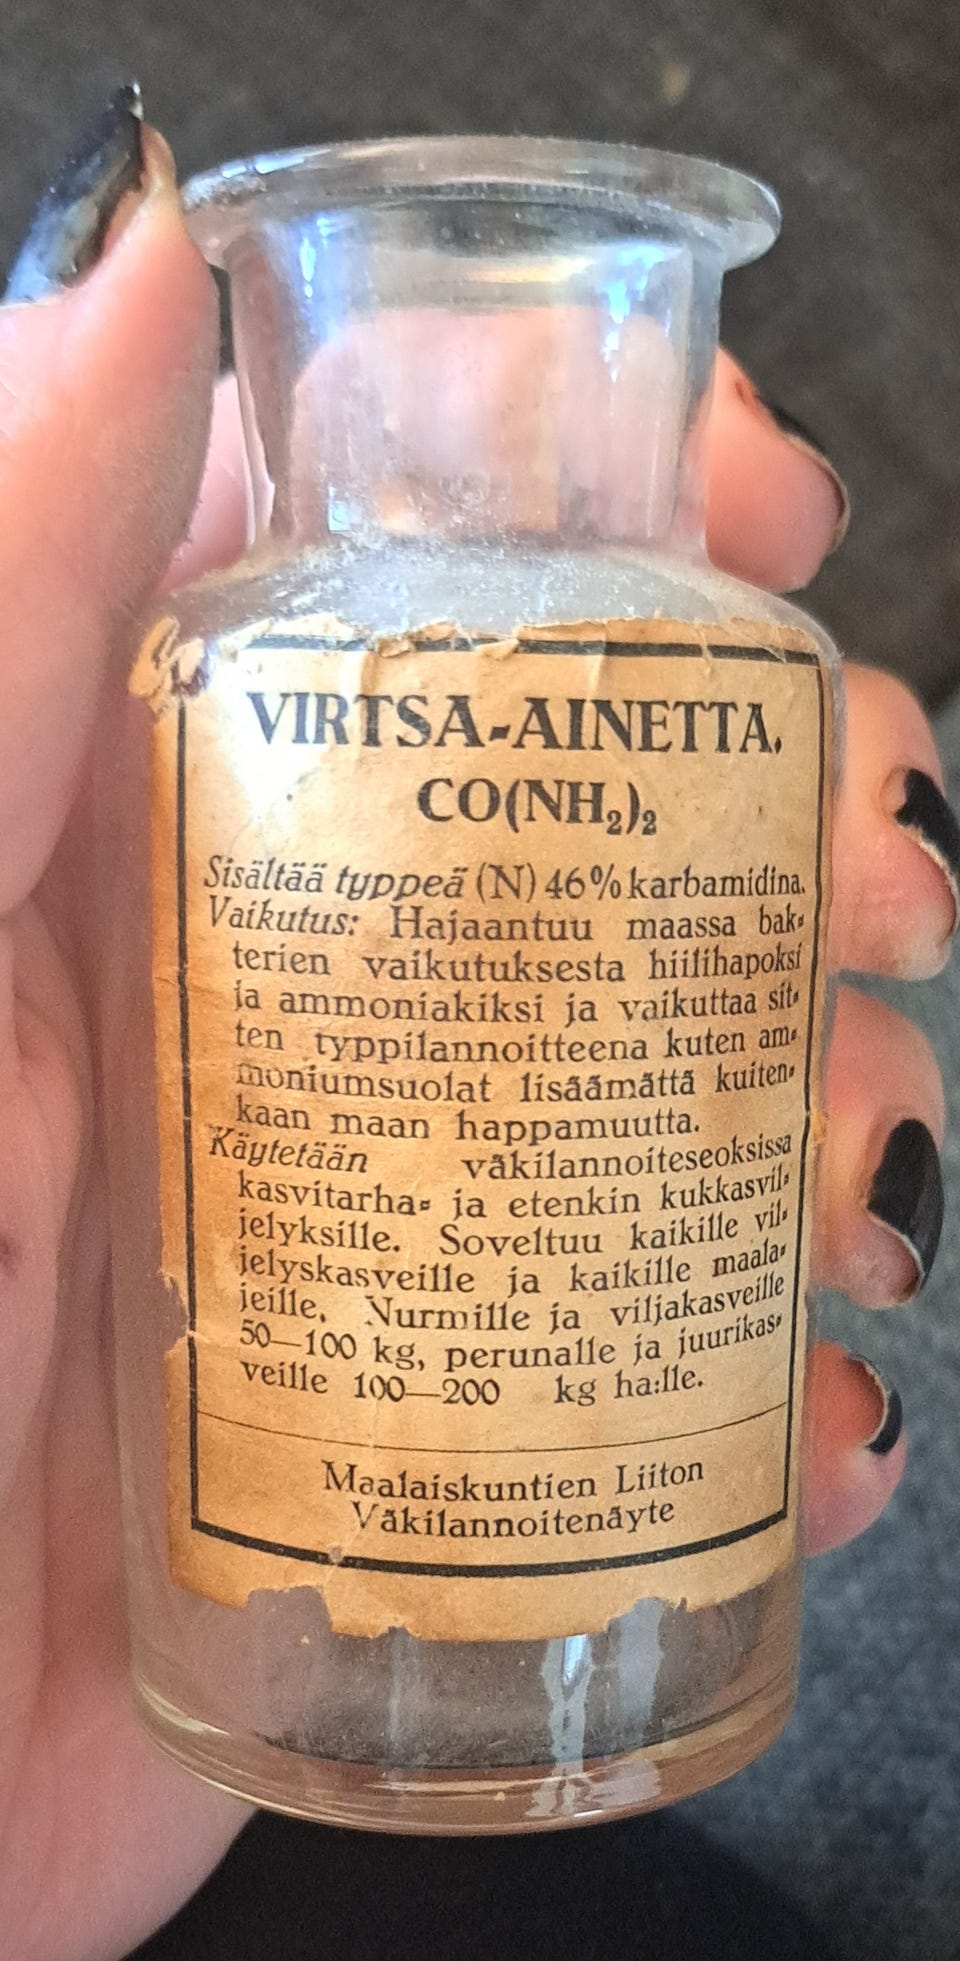 VIRTSA-AINETTA.
CO(NH₂)₂
Sisältää typpeä (N) 46% karbamidina.
Vaikutus: Hajaantuu maassa bak-
terien vaikutuksesta hiilihapoksi
ja ammoniakiksi ja vaikuttaa sit-
ten typpilannoitteena kuten am-
moniumsuolat lisäämättä kuiten-
kaan maan happamuutta.
Käytetään väkilannoiteseoksissa
kasvitarha- ja etenkin kukkasvil-
jelyksille. Soveltuu kaikille vil-
jelyskasveille ja kaikille maala-
jeille. Nurmille ja viljakasveille
50—100 kg, perunalle ja juurikas-
veille 100—200 kg ha:lle.
Maalaiskuntien Liiton
Väkilannoitenäyte